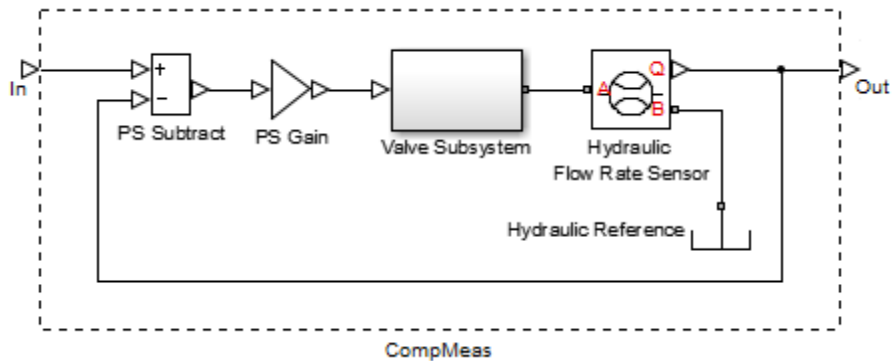 In
+
−
PS Subtract
PS Gain
Valve Subsystem
A
Q
B
Hydraulic
Flow Rate Sensor
Out
Hydraulic Reference
CompMeas